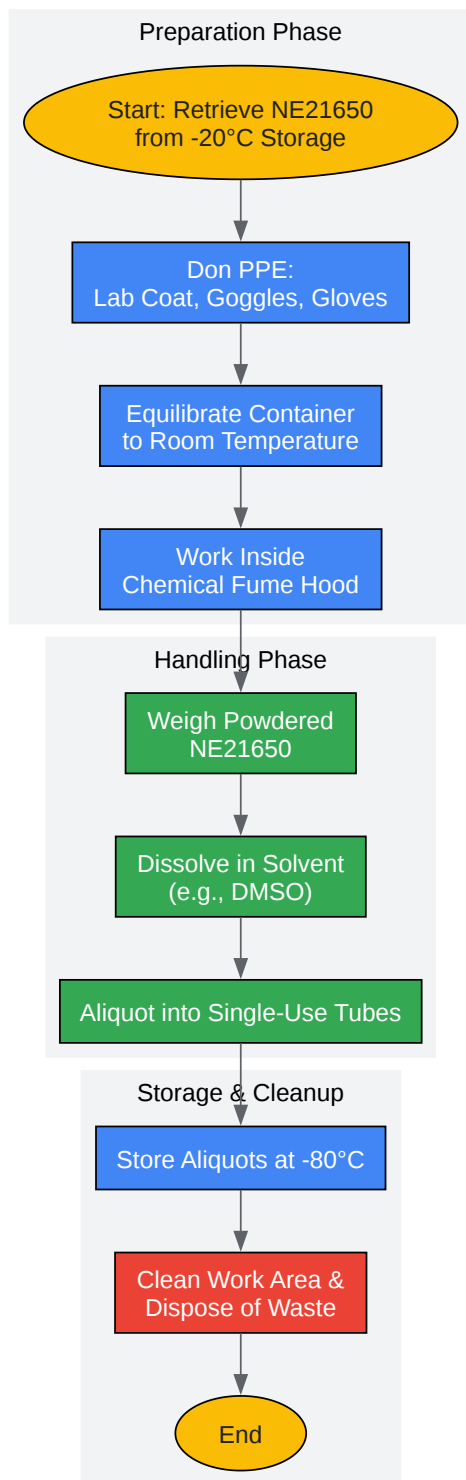 Preparation Phase
Start: Retrieve NE21650
from -20°C Storage
Don PPE:
Lab Coat, Goggles, Gloves
Equilibrate Container
to Room Temperature
Work Inside
Chemical Fume Hood
Handling Phase
Weigh Powdered
NE21650
Dissolve in Solvent
(e.g., DMSO)
Aliquot into Single-Use Tubes
Storage & Cleanup
Store Aliquots at -80°C
Clean Work Area &
Dispose of Waste
End